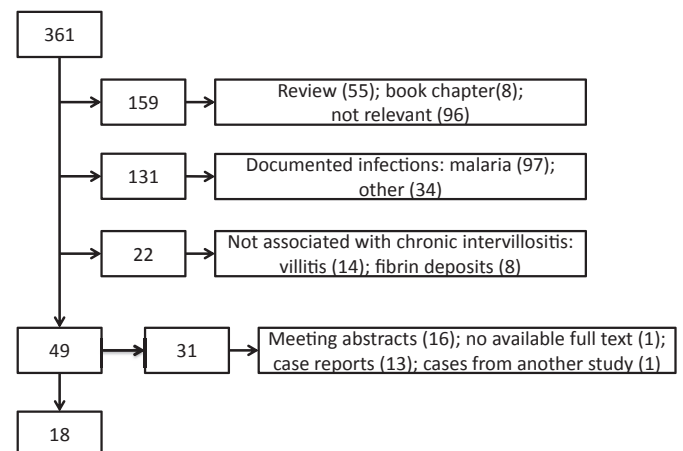 361
159
Review (55); book chapter(8);
not relevant (96)
131
Documented infections: malaria (97);
other (34)
22
Not associated with chronic intervillositis:
villitis (14); fibrin deposits (8)
49
31
Meeting abstracts (16); no available full text (1);
case reports (13); cases from another study (1)
18